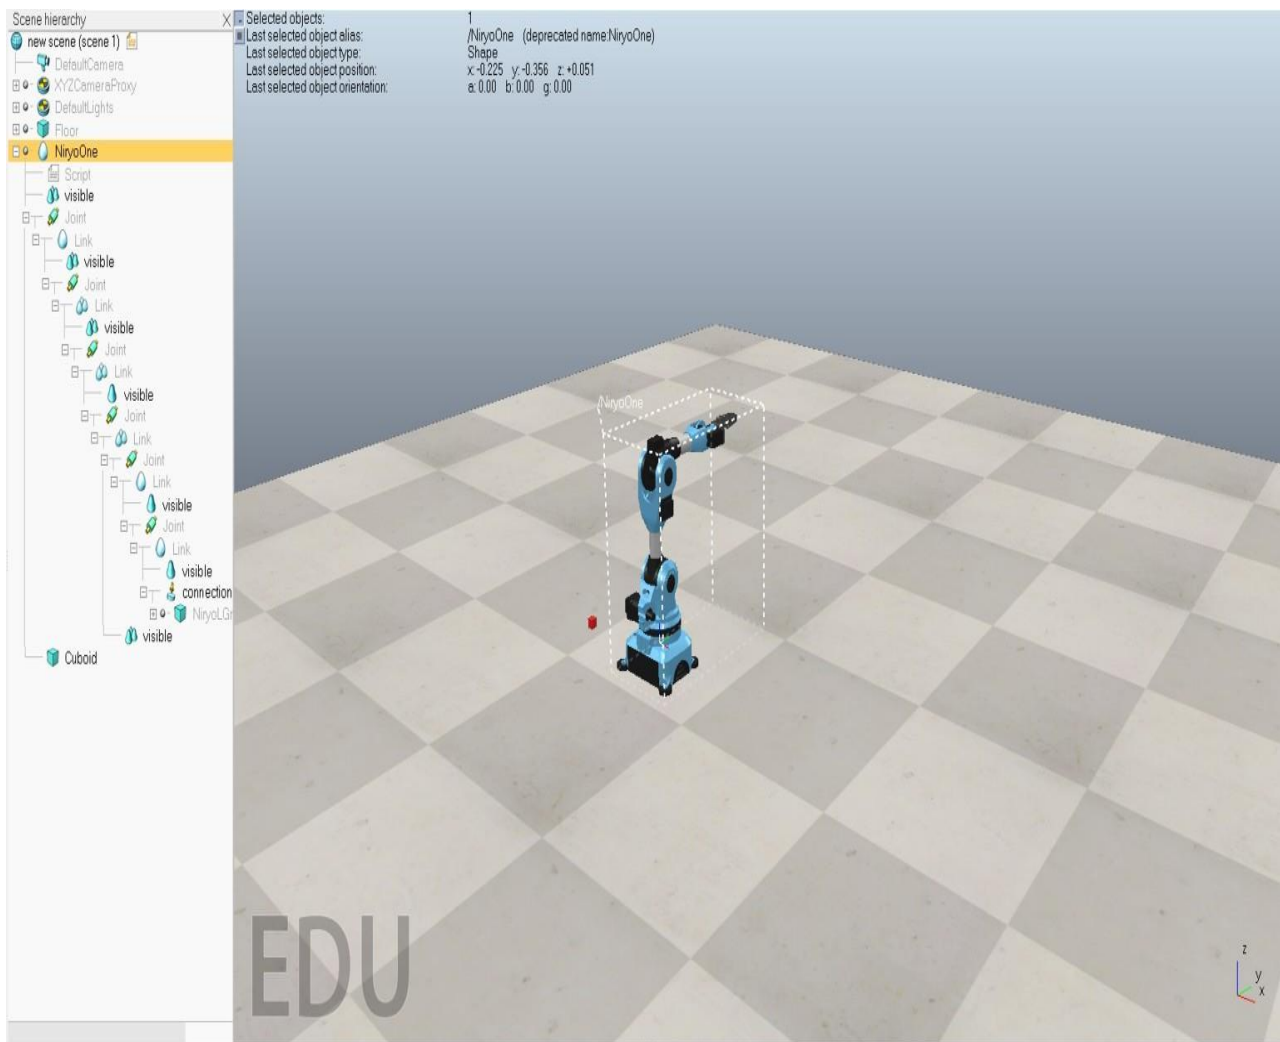 Scene hierarchy
new scene (scene 1)
DefaultCamera
XYZCameraProxy
DefaultLights
Floor
NiryoOne
Script
visible
Joint
Link
visible
Joint
Link
visible
Joint
Link
visible
Joint
Link
Joint
Link
visible
Joint
Link
visible
connection
NiryoLGr
visible
Cuboid
Selected objects: 1
Last selected object alias: /NiryoOne (deprecated name:NiryoOne)
Last selected object type: Shape
Last selected object position: x:-0.225 y:-0.356 z:+0.051
Last selected object orientation: a:0.00 b:0.00 g:0.00
/NiryoOne
EDU
z
y
x